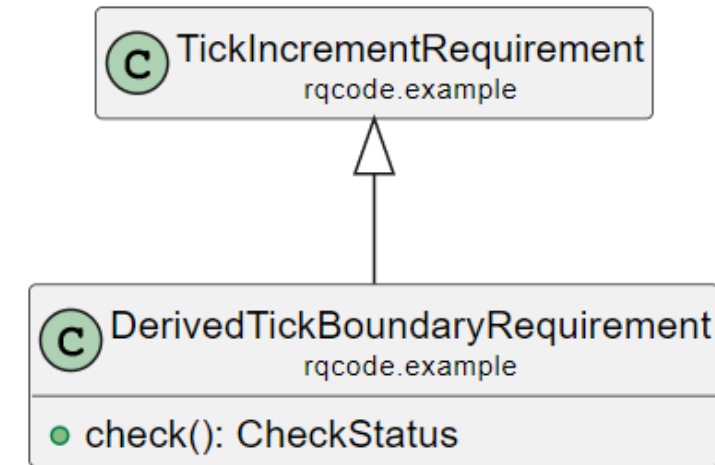 C TickIncrementRequirement
rqcode.example
C DerivedTickBoundaryRequirement
rqcode.example
check(): CheckStatus